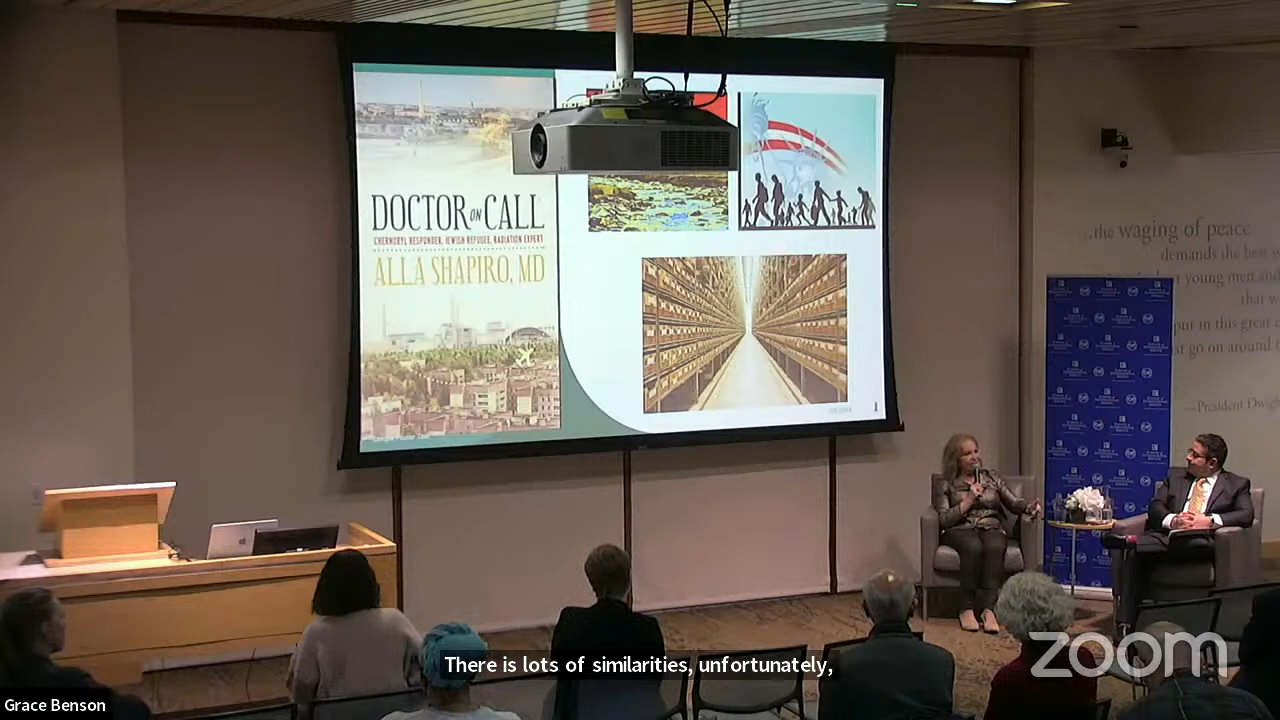 DOCTOR ON CALL
CHERNOBYL RESPONDER, JEWISH REFUGEE, RADIATION EXPERT
ALLA SHAPIRO, MD
...the waging of peace
demands the best
young men and
that
put in this great
go on around
—President Dwigh
There is lots of similarities, unfortunately,
zoom
Grace Benson